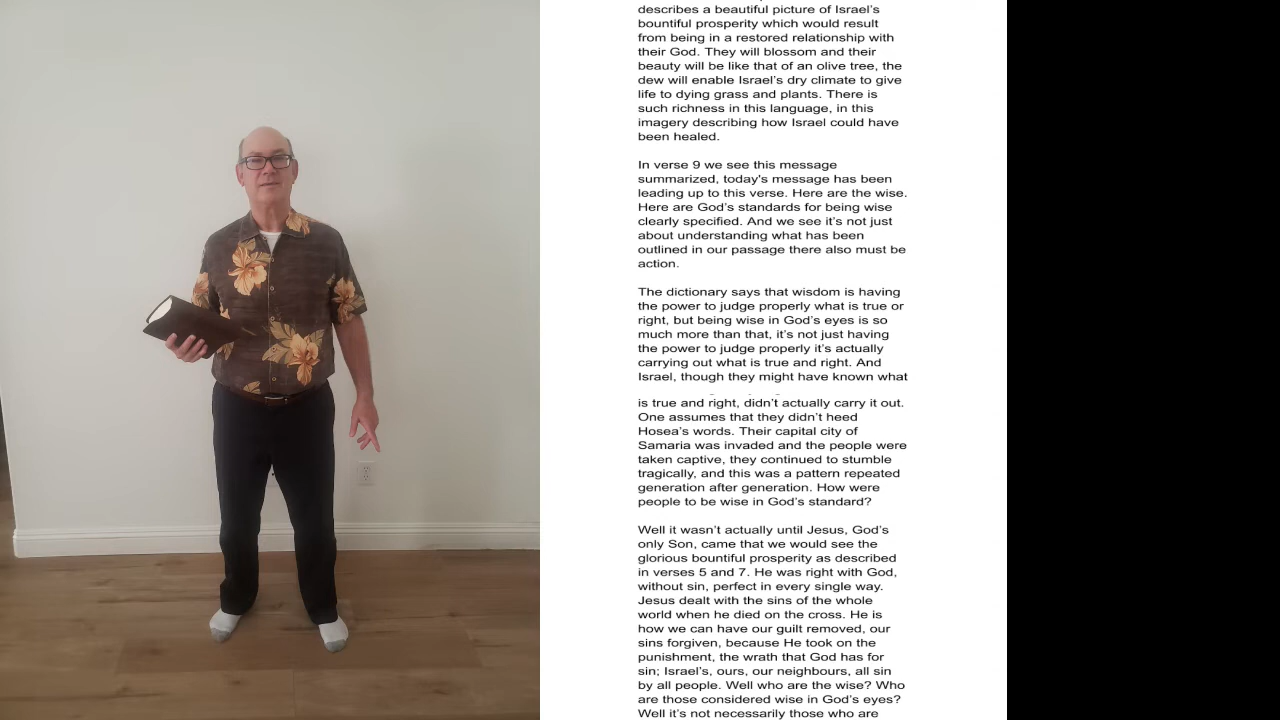 describes a beautiful picture of Israel's
bountiful prosperity which would result
from being in a restored relationship with
their God. They will blossom and their
beauty will be like that of an olive tree, the
dew will enable Israel's dry climate to give
life to dying grass and plants. There is
such richness in this language, in this
imagery describing how Israel could have
been healed.
In verse 9 we see this message
summarized, today's message has been
leading up to this verse. Here are the wise.
Here are God's standards for being wise
clearly specified. And we see it's not just
about understanding what has been
outlined in our passage there also must be
action.
The dictionary says that wisdom is having
the power to judge properly what is true or
right, but being wise in God's eyes is so
much more than that, it's not just having
the power to judge properly it's actually
carrying out what is true and right. And
Israel, though they might have known what
is true and right, didn't actually carry it out.
One assumes that they didn't heed
Hosea's words. Their capital city of
Samaria was invaded and the people were
taken captive, they continued to stumble
tragically, and this was a pattern repeated
generation after generation. How were
people to be wise in God's standard?
Well it wasn't actually until Jesus, God's
only Son, came that we would see the
glorious bountiful prosperity as described
in verses 5 and 7. He was right with God,
without sin, perfect in every single way.
Jesus dealt with the sins of the whole
world when he died on the cross. He is
how we can have our guilt removed, our
sins forgiven, because He took on the
punishment, the wrath that God has for
sin; Israel's, ours, our neighbours, all sin
by all people. Well who are the wise? Who
are those considered wise in God's eyes?
Well it's not necessarily those who are